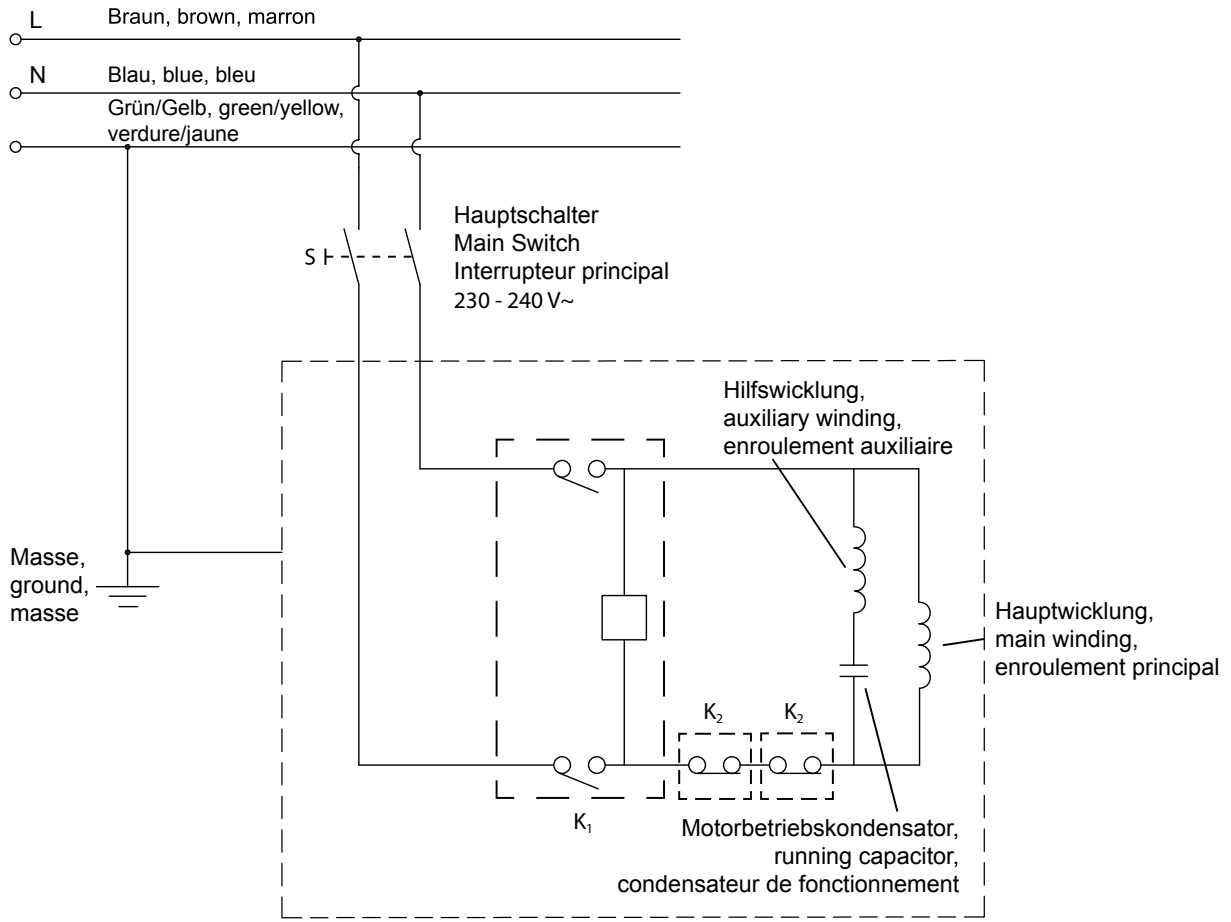 L
Braun, brown, marron
N
Blau, blue, bleu
Grün/Gelb, green/yellow,
verdure/jaune
Hauptschalter
Main Switch
Interrupteur principal
230 - 240 V~
S
Hilfswicklung,
auxiliary winding,
enroulement auxiliaire
Masse,
ground,
masse
Hauptwicklung,
main winding,
enroulement principal
K₂
K₂
K₁
Motorbetriebskondensator,
running capacitor,
condensateur de fonctionnement